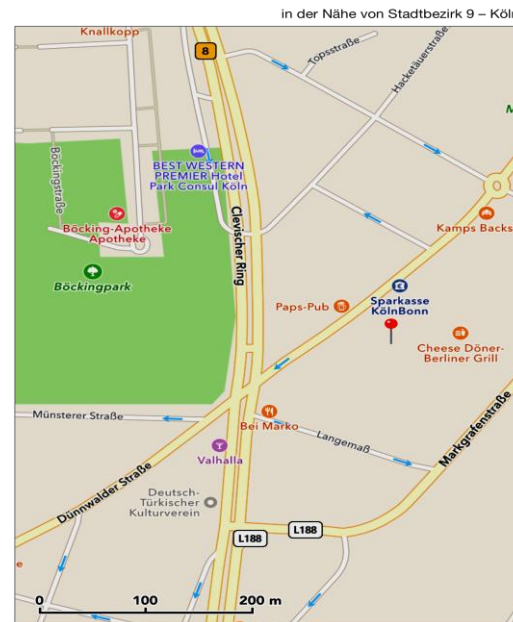 in der Nähe von Stadtbezirk 9 – Köln
Knallkopp
8
Topsstraße
Hacketäuerstraße
M
BEST WESTERN
PREMIER Hotel
Park Consul Köln
Böckingstraße
Böcking-Apotheke
Apotheke
Clevischer Ring
Kamps Backs
Böckingpark
Sparkasse
KölnBonn
Paps-Pub
Cheese Döner-
Berliner Grill
Münsterer Straße
Bei Marko
Langemaß
Markgrafenstraße
Valhalla
Dünnwalder Straße
Deutsch-
Türkischer
Kulturverein
L188
L188
e
0 100 200 m